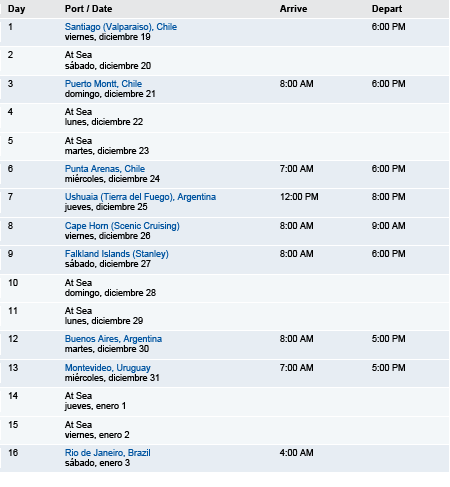 Day Port / Date Arrive Depart
1 Santiago (Valparaiso), Chile 6:00 PM
viernes, diciembre 19
2 At Sea
sábado, diciembre 20
3 Puerto Montt, Chile 8:00 AM 6:00 PM
domingo, diciembre 21
4 At Sea
lunes, diciembre 22
5 At Sea
martes, diciembre 23
6 Punta Arenas, Chile 7:00 AM 6:00 PM
miércoles, diciembre 24
7 Ushuaia (Tierra del Fuego), Argentina 12:00 PM 8:00 PM
jueves, diciembre 25
8 Cape Horn (Scenic Cruising) 8:00 AM 9:00 AM
viernes, diciembre 26
9 Falkland Islands (Stanley) 8:00 AM 6:00 PM
sábado, diciembre 27
10 At Sea
domingo, diciembre 28
11 At Sea
lunes, diciembre 29
12 Buenos Aires, Argentina 8:00 AM 5:00 PM
martes, diciembre 30
13 Montevideo, Uruguay 7:00 AM 5:00 PM
miércoles, diciembre 31
14 At Sea
jueves, enero 1
15 At Sea
viernes, enero 2
16 Rio de Janeiro, Brazil 4:00 AM
sábado, enero 3